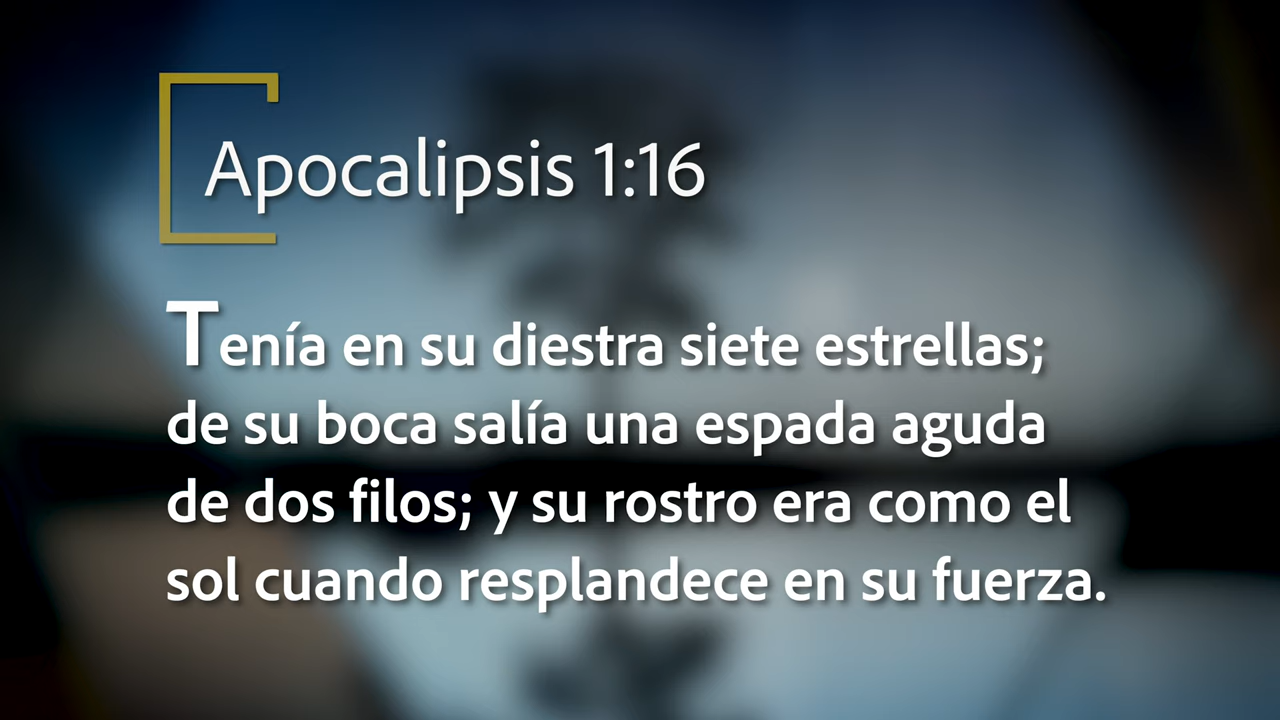 Apocalipsis 1:16
Tenía en su diestra siete estrellas;
de su boca salía una espada aguda
de dos filos; y su rostro era como el
sol cuando resplandece en su fuerza.